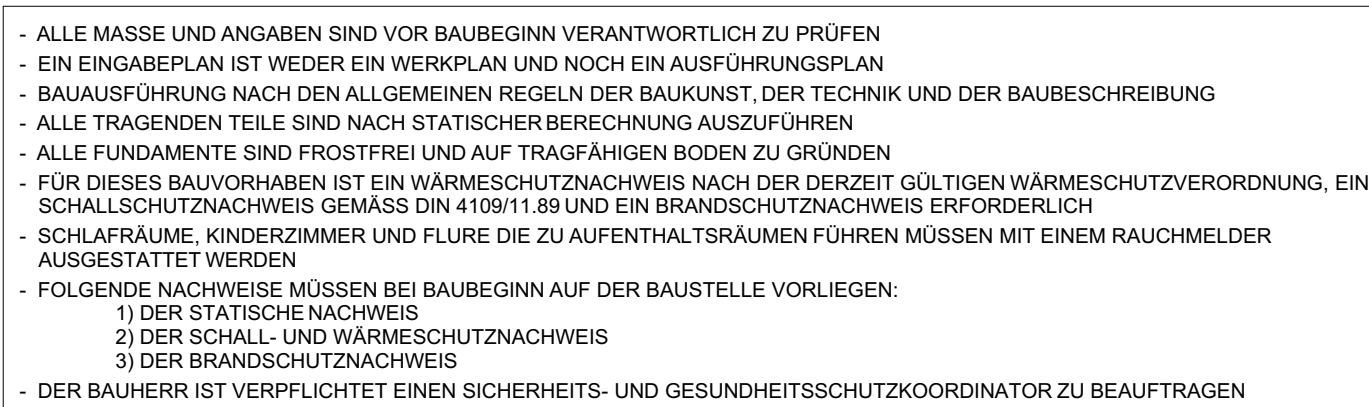 - ALLE MASSE UND ANGABEN SIND VOR BAUBEGINN VERANTWORTLICH ZU PRÜFEN
- EIN EINGABEPLAN IST WEDER EIN WERKPLAN UND NOCH EIN AUSFÜHRUNGSPLAN
- BAUAUSFÜHRUNG NACH DEN ALLGEMEINEN REGELN DER BAUKUNST, DER TECHNIK UND DER BAUBESCHREIBUNG
- ALLE TRAGENDEN TEILE SIND NACH STATISCHER BERECHNUNG AUSZUFÜHREN
- ALLE FUNDAMENTE SIND FROSTFREI UND AUF TRAGFÄHIGEN BODEN ZU GRÜNDEN
- FÜR DIESES BAUVORHABEN IST EIN WÄRMESCHUTZNACHWEIS NACH DER DERZEIT GÜLTIGEN WÄRMESCHUTZVERORDNUNG, EIN
SCHALLSCHUTZNACHWEIS GEMÄSS DIN 4109/11.89 UND EIN BRANDSCHUTZNACHWEIS ERFORDERLICH
- SCHLAFRÄUME, KINDERZIMMER UND FLURE DIE ZU AUFENTHALTSRÄUMEN FÜHREN MÜSSEN MIT EINEM RAUCHMELDER
AUSGESTATTET WERDEN
- FOLGENDE NACHWEISE MÜSSEN BEI BAUBEGINN AUF DER BAUSTELLE VORLIEGEN:
1) DER STATISCHE NACHWEIS
2) DER SCHALL- UND WÄRMESCHUTZNACHWEIS
3) DER BRANDSCHUTZNACHWEIS
- DER BAUHERR IST VERPFLICHTET EINEN SICHERHEITS- UND GESUNDHEITSSCHUTZKOORDINATOR ZU BEAUFTRAGEN